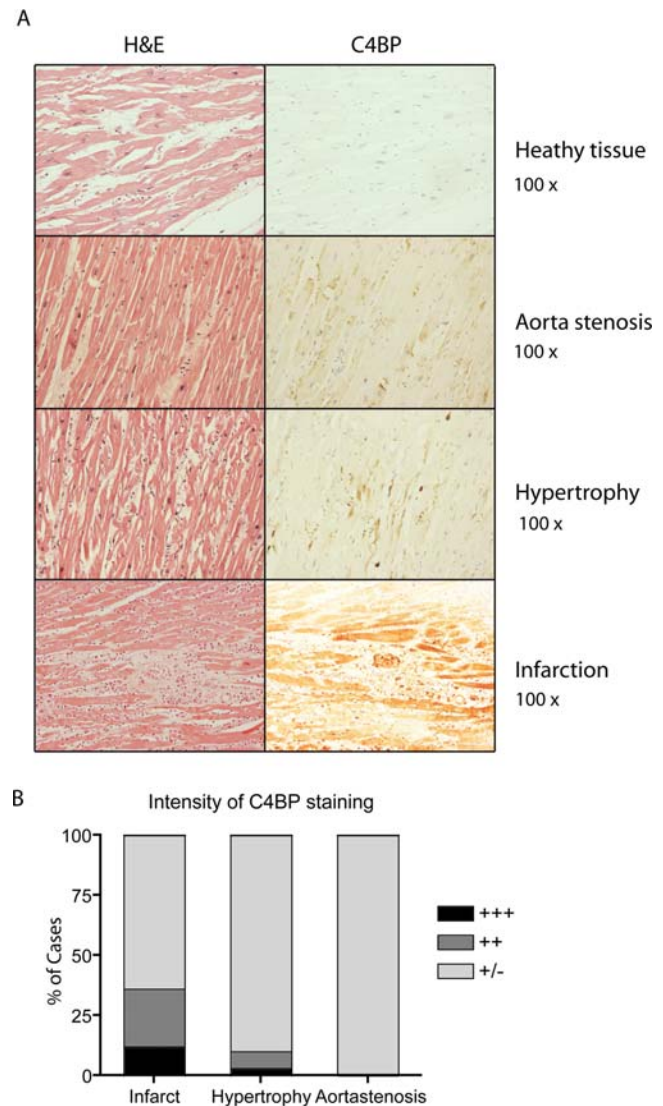 A
H&E
C4BP
Heathy tissue
100 x
Aorta stenosis
100 x
Hypertrophy
100 x
Infarction
100 x
B
Intensity of C4BP staining
% of Cases
100
75
50
25
0
Infarct
Hypertrophy
Aortastenosis
+++
++
+/-